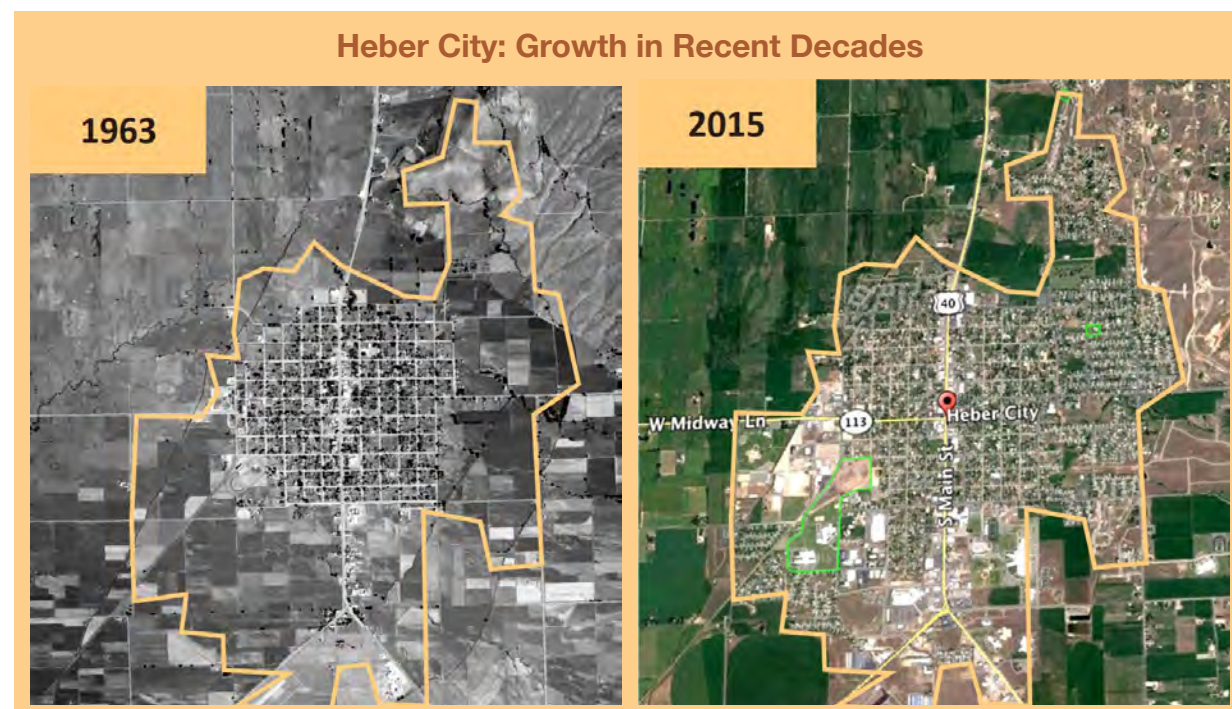 Heber City: Growth in Recent Decades
1963
2015
40
W Midway Ln
113
Heber City
S Main St